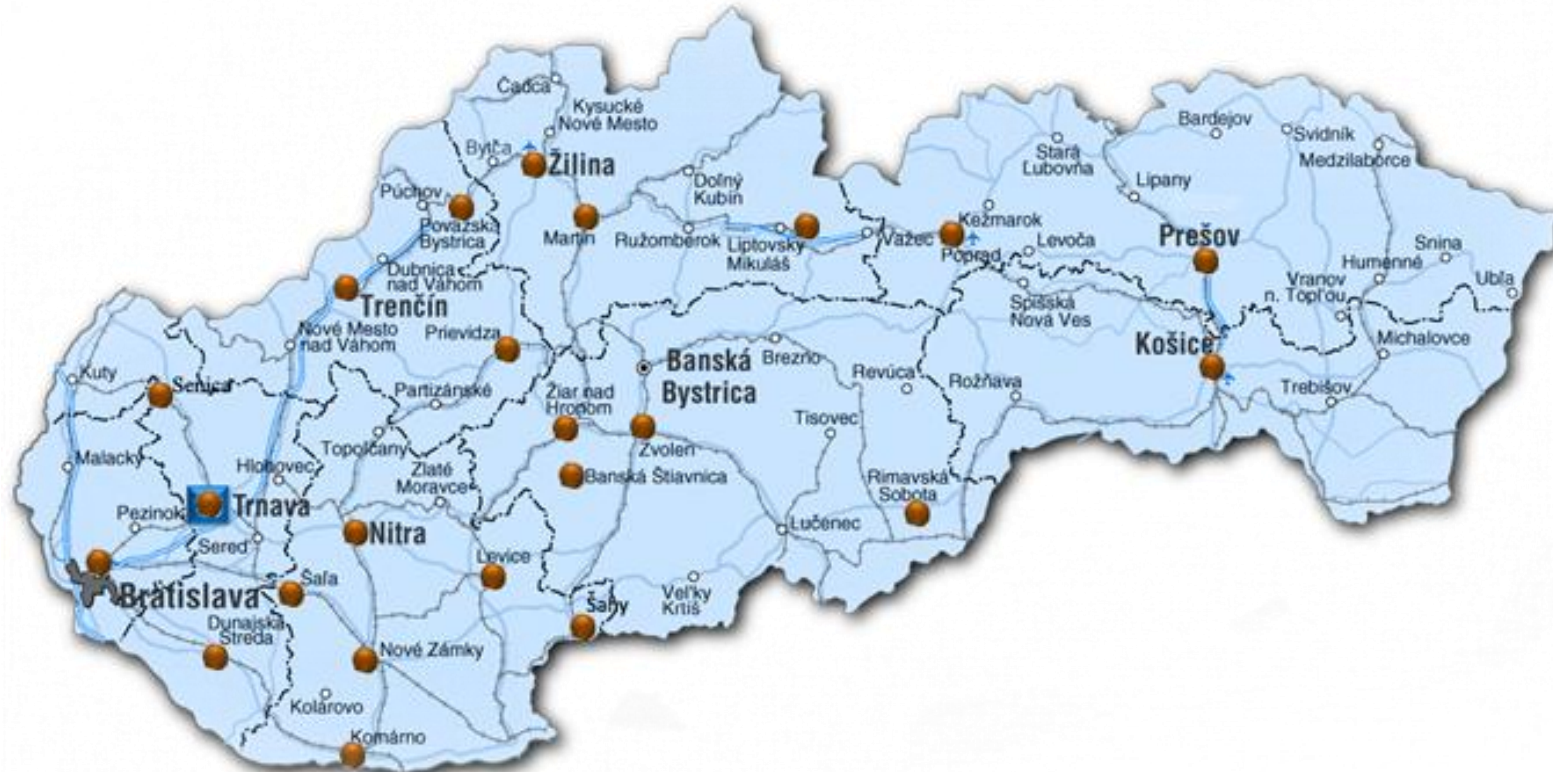 Čadca
Kysucké
Nové Mesto
Bytča
Žilina
Púchov
Považská
Bystrica
Martin
Dolný
Kubín
Ružomberok
Liptovský
Mikuláš
Važec
Kežmarok
Poprad
Levoča
Stará
Ľubovňa
Lipany
Bardejov
Svidník
Medzilaborce
Prešov
Snina
Humenné
Vranov
n. Topľou
Ubľa
Dubnica
nad Váhom
Trenčín
Nové Mesto
nad Váhom
Prievidza
Spišská
Nová Ves
Košice
Michalovce
Trebišov
Banská
Bystrica
Brezno
Revúca
Rožňava
Kuty
Senica
Partizánské
Žiar nad
Hronom
Tisovec
Topolčany
Zvolen
Malacky
Hlohovec
Zlaté
Moravce
Banská Štiavnica
Rimavská
Sobota
Pezinok
Trnava
Nitra
Lučenec
Sereď
Levice
Bratislava
Šaľa
Šahy
Veľký
Krtíš
Dunajská
Streda
Nové Zámky
Kolárovo
Komárno